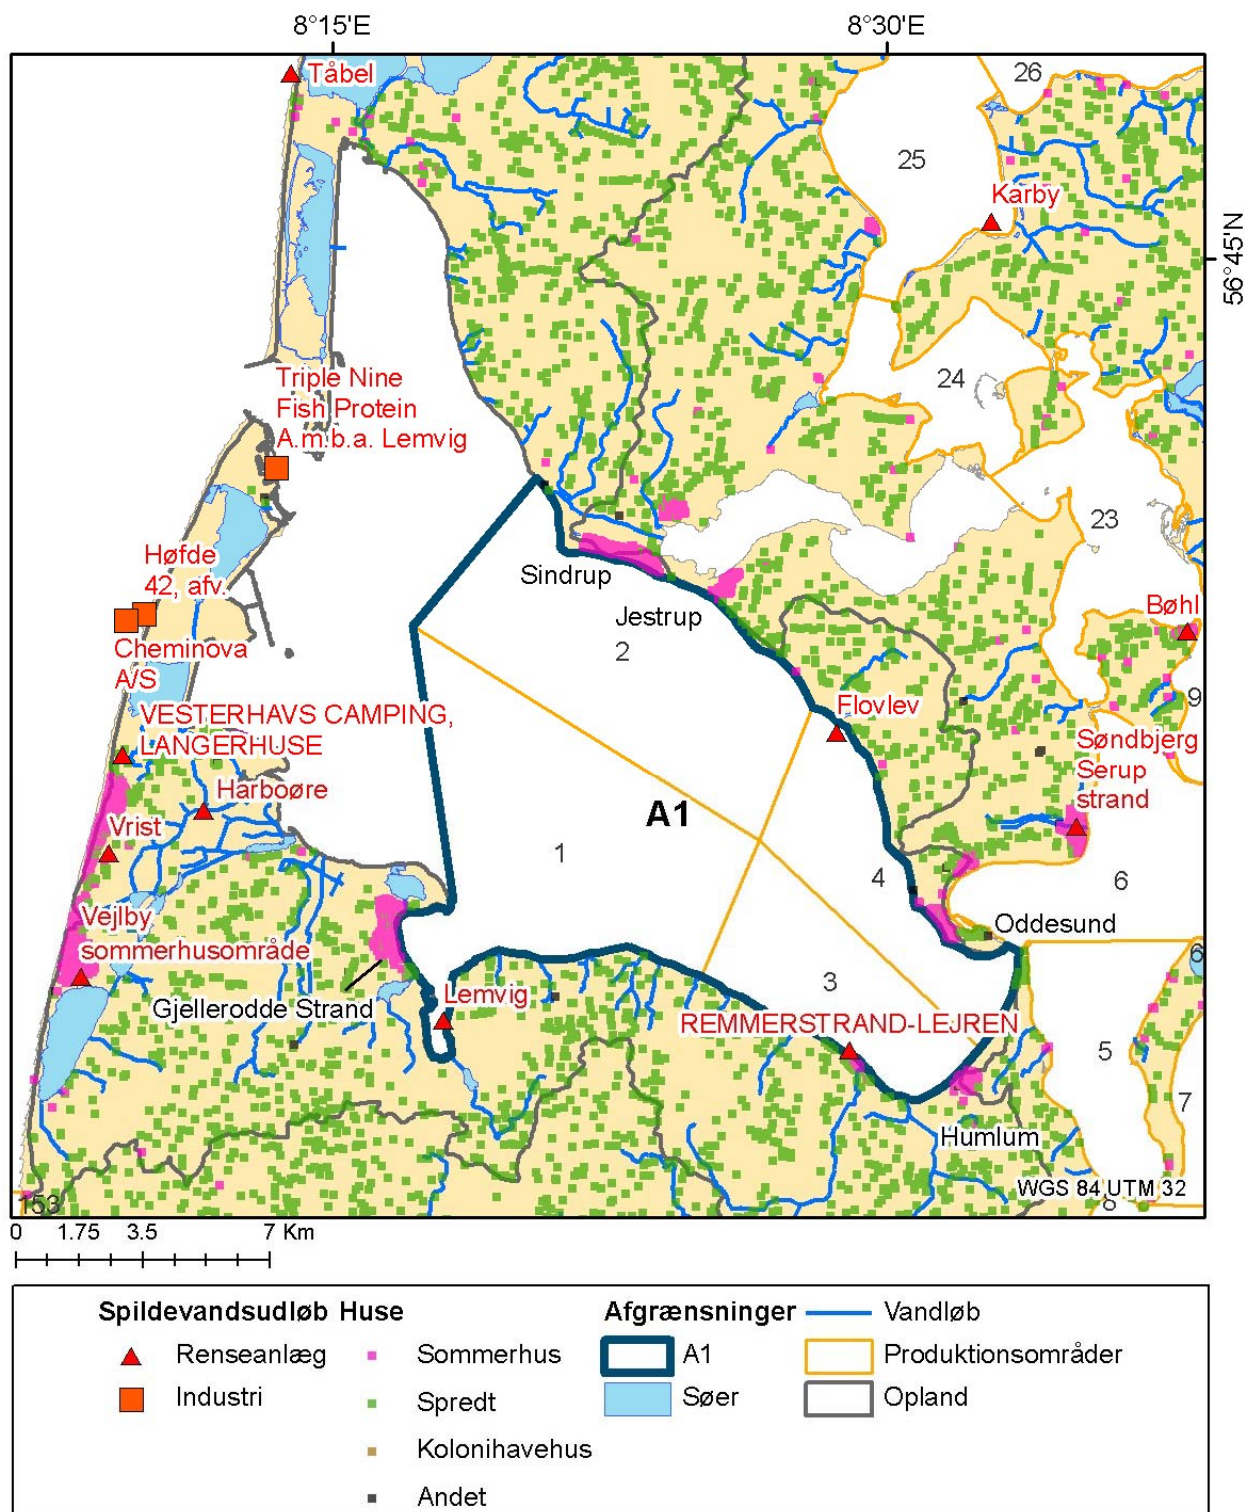 8°15'E
8°30'E
56°45'N
Tåbel
26
25
Karby
Triple Nine
Fish Protein
A.m.b.a. Lemvig
24
23
Høfde
42, afv.
Cheminova
A/S
Sindrup
Jestrup
2
Bøhl
9
VESTERHAVS CAMPING,
LANGERHUSE
Flovlev
Søndbjerg
Serup
strand
Harboøre
A1
Vrist
1
4
6
Vejlby
sommerhusområde
Oddesund
6
Gjellerodde Strand
Lemvig
3
REMMERSTRAND-LEJREN
5
7
Humlum
WGS 84 UTM 32
8
153
0 1.75 3.5 7 Km
Spildevandsudløb Huse Afgrænsninger Vandløb
Renseanlæg Sommerhus A1 Produktionsområder
Industri Spredt Søer Opland
Kolonihavehus
Andet